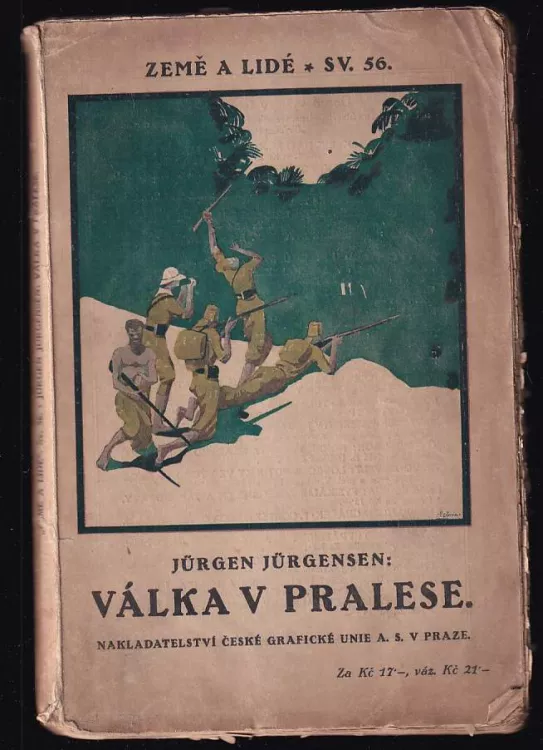 ZEMĚ A LIDÉ * SV. 56.
JÜRGEN JÜRGENSEN:
VÁLKA V PRALESE.
NAKLADATELSTVÍ ČESKÉ GRAFICKÉ UNIE A. S. V PRAZE.
Za Kč 17·–, váz. Kč 21·–